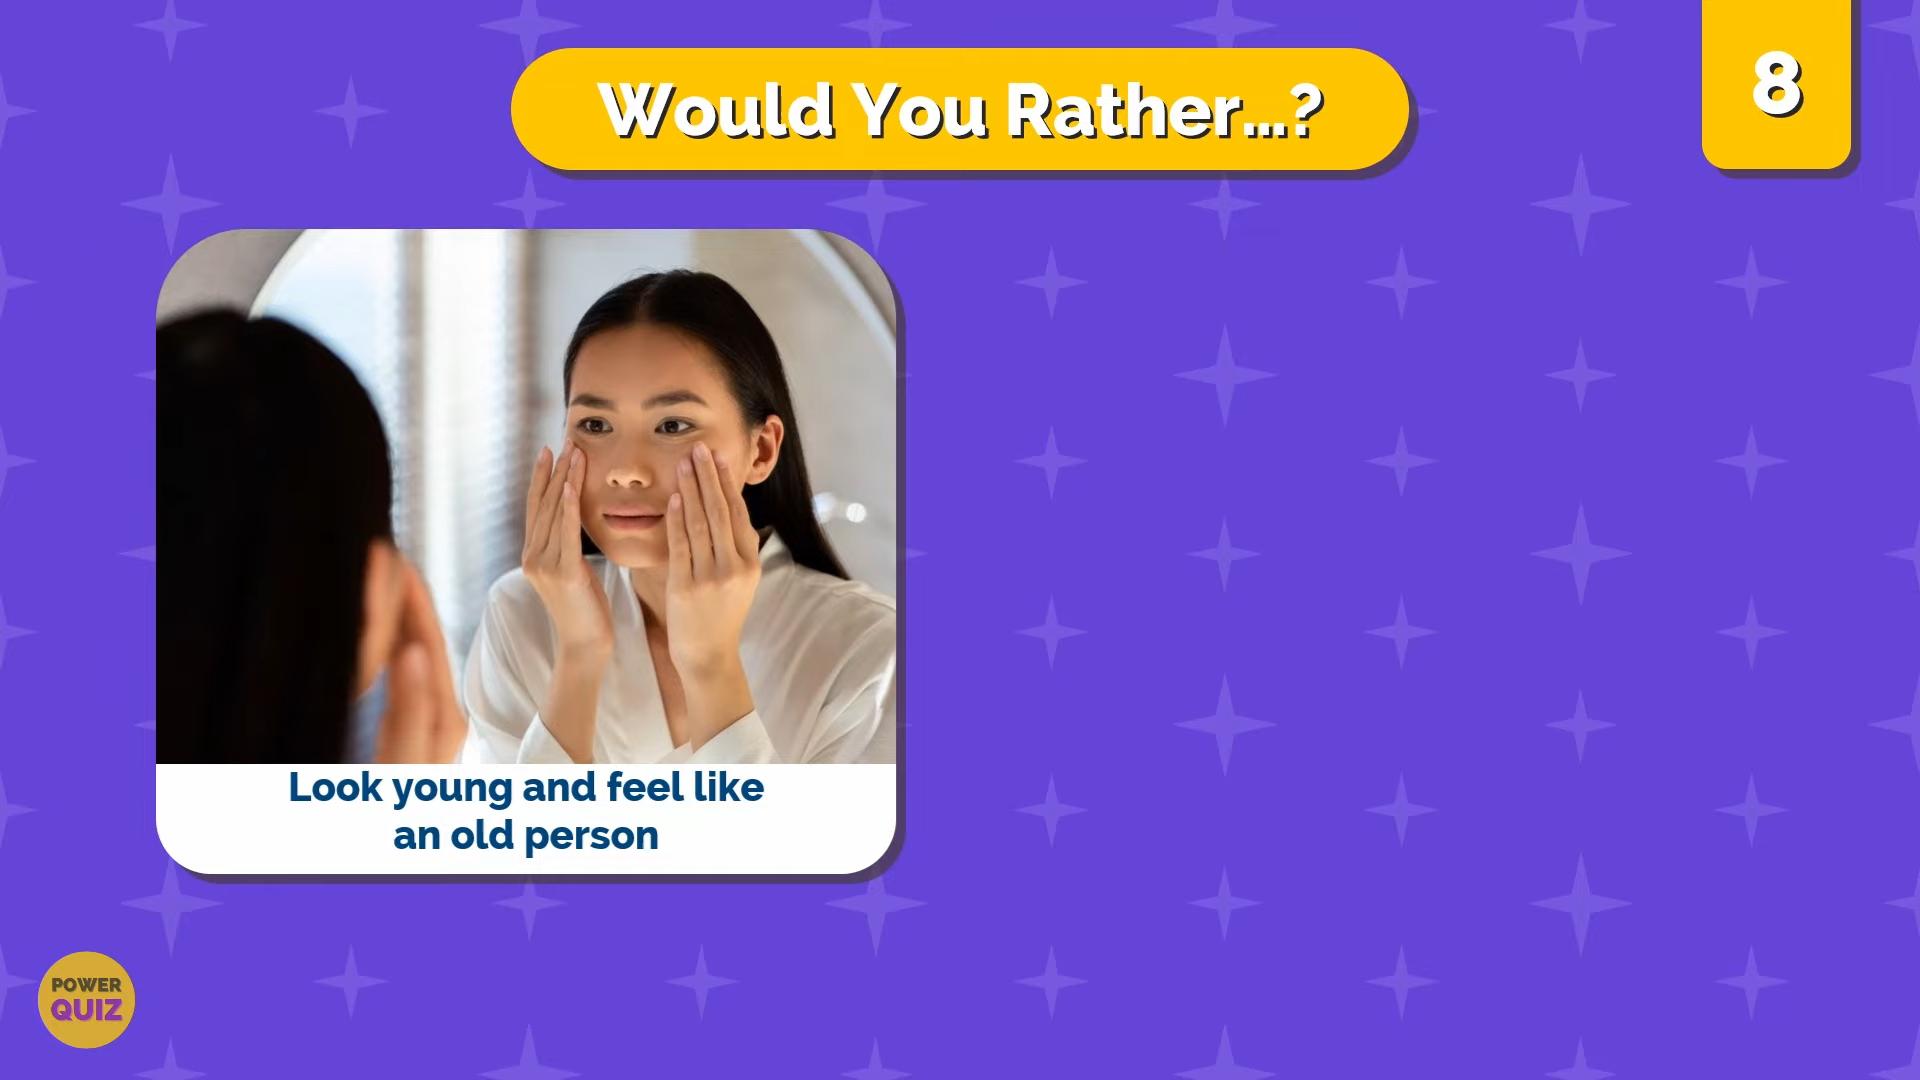 Would You Rather...?
8
Look young and feel like
an old person
POWER
QUIZ